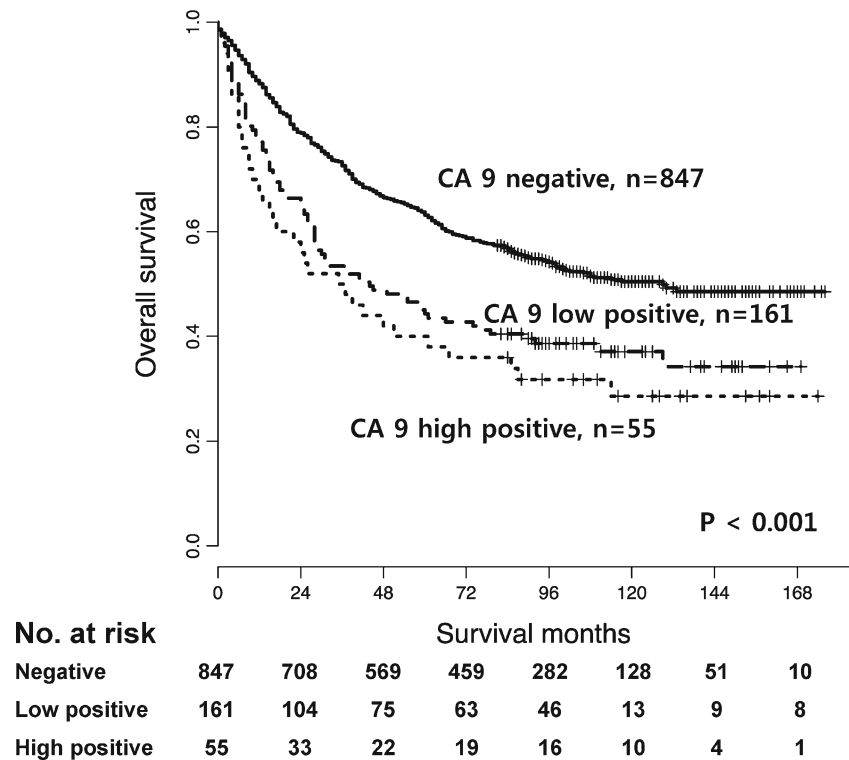 1.0
0.8
0.6
0.4
0.2
0.0
Overall survival
CA 9 negative, n=847
CA 9 low positive, n=161
CA 9 high positive, n=55
P < 0.001
0 24 48 72 96 120 144 168
No. at risk Survival months
Negative 847 708 569 459 282 128 51 10
Low positive 161 104 75 63 46 13 9 8
High positive 55 33 22 19 16 10 4 1